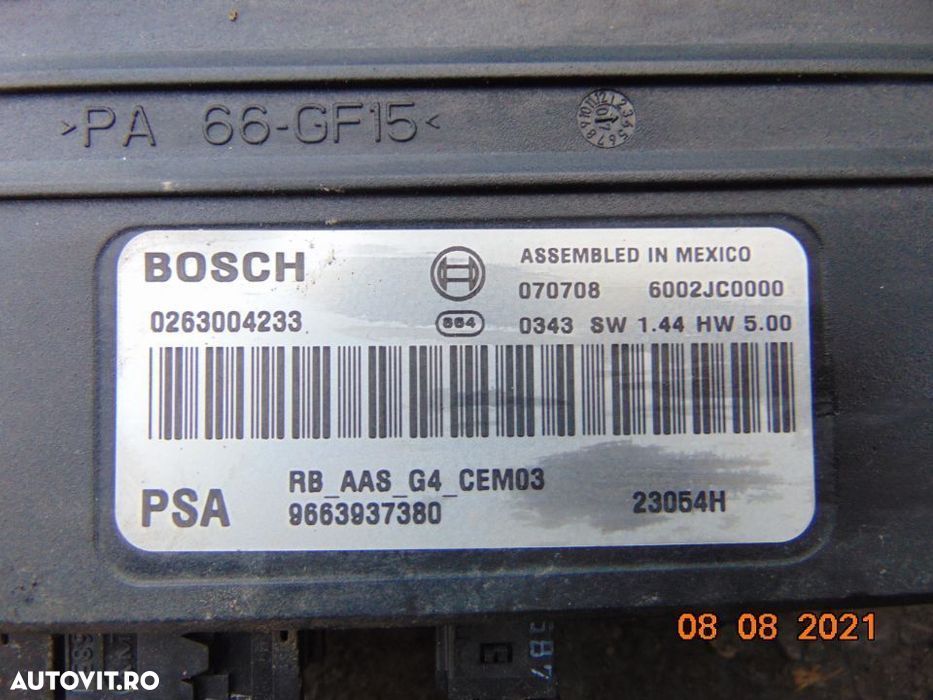 >PA 66-GF15<
BOSCH
ASSEMBLED IN MEXICO
070708 6002JC0000
0263004233
664 0343 SW 1.44 HW 5.00
RB_AAS_G4_CEM03
PSA
9663937380
23054H
08 08 2021
AUTOVIT.RO